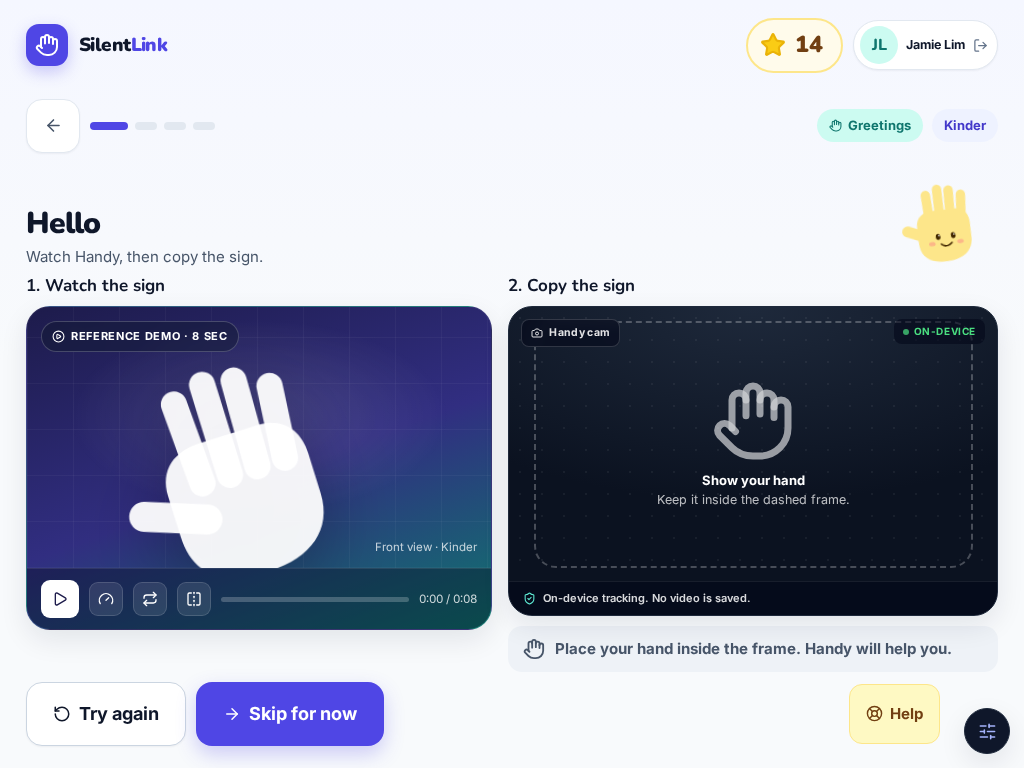 SilentLink
14
JL
Jamie Lim
Greetings
Kinder
Hello
Watch Handy, then copy the sign.
1. Watch the sign
2. Copy the sign
REFERENCE DEMO · 8 SEC
Handy cam
ON-DEVICE
Show your hand
Keep it inside the dashed frame.
Front view · Kinder
0:00 / 0:08
On-device tracking. No video is saved.
Place your hand inside the frame. Handy will help you.
Try again
Skip for now
Help